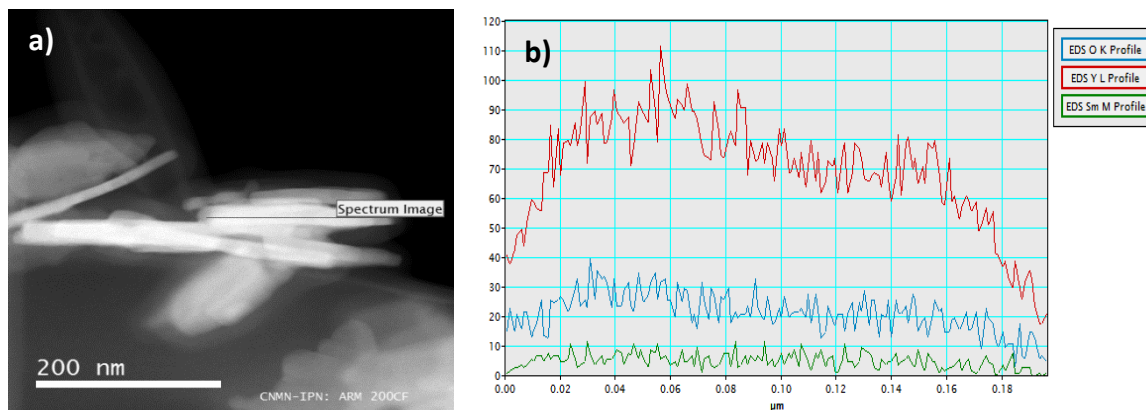 a)
Spectrum Image
200 nm
CNMN-IPN: ARM 200CF
b)
120
110
100
90
80
70
60
50
40
30
20
10
0
0.00 0.02 0.04 0.06 0.08 0.10 0.12 0.14 0.16 0.18
µm
EDS O K Profile
EDS Y L Profile
EDS Sm M Profile